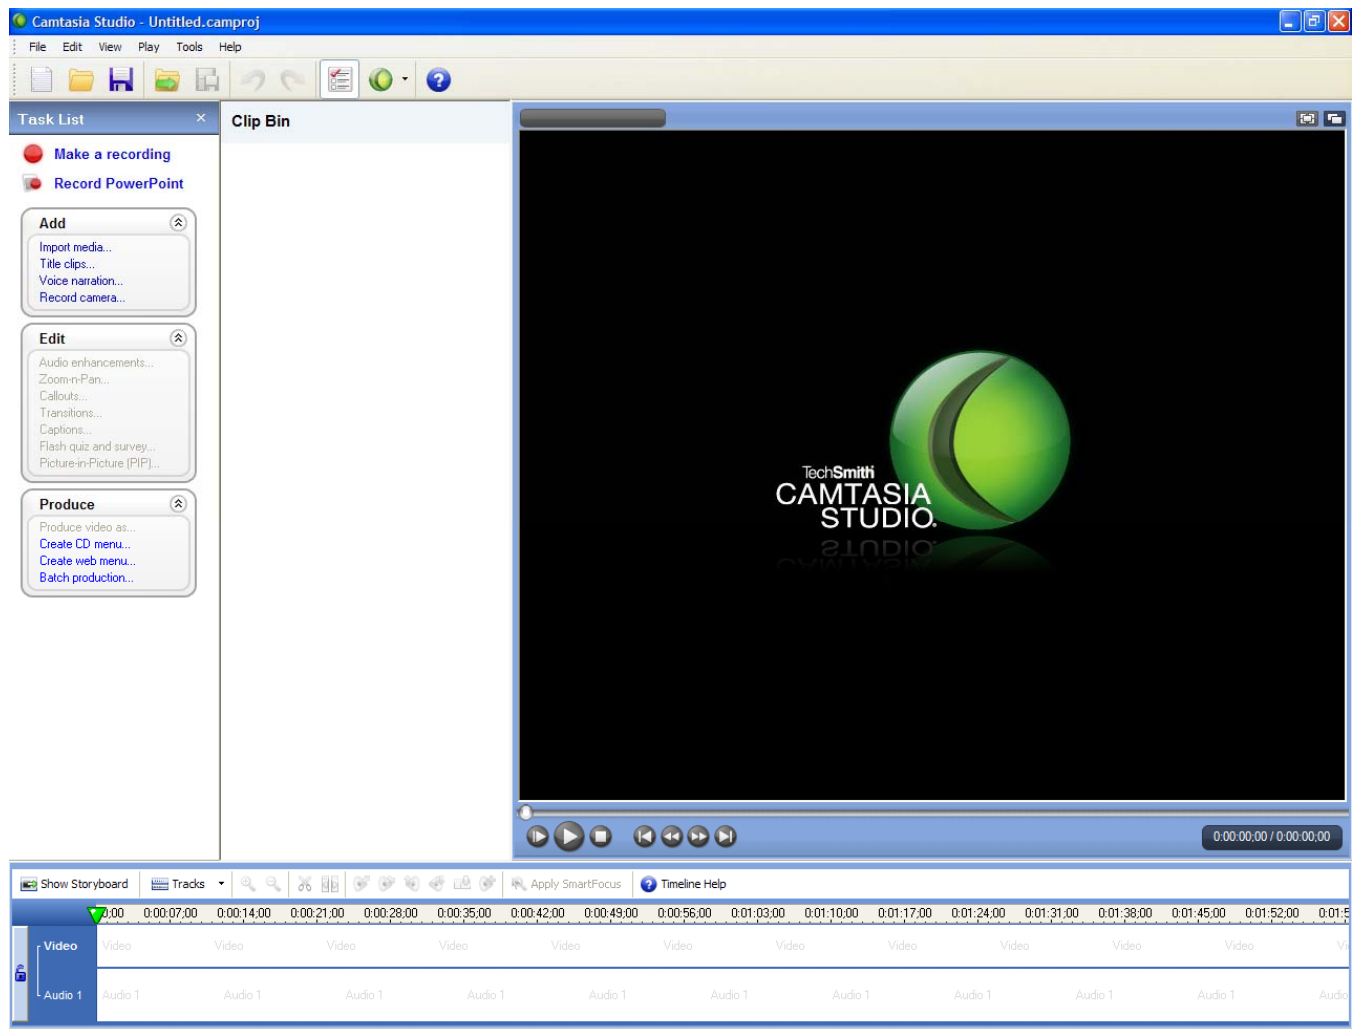 Camtasia Studio - Untitled.camproj
File Edit View Play Tools Help
Task List
Make a recording
Record PowerPoint
Add
Import media...
Title clips...
Voice narration...
Record camera...
Edit
Audio enhancements...
Zoom-n-Pan...
Callouts...
Transitions...
Captions...
Flash quiz and survey...
Picture-in-Picture (PIP)...
Produce
Produce video as...
Create CD menu...
Create web menu...
Batch production...
Clip Bin
TechSmith
CAMTASIA
STUDIO.
0:00:00;00 / 0:00:00;00
Show Storyboard Tracks Apply SmartFocus Timeline Help
0;00 0:00:07;00 0:00:14;00 0:00:21;00 0:00:28;00 0:00:35;00 0:00:42;00 0:00:49;00 0:00:56;00 0:01:03;00 0:01:10;00 0:01:17;00 0:01:24;00 0:01:31;00 0:01:38;00 0:01:45;00 0:01:52;00 0:01:5
Video Video Video Video Video Video Video Video Video Video Video Video Vi
Audio 1 Audio 1 Audio 1 Audio 1 Audio 1 Audio 1 Audio 1 Audio 1 Audio 1 Audio 1 Audio 1 Audio